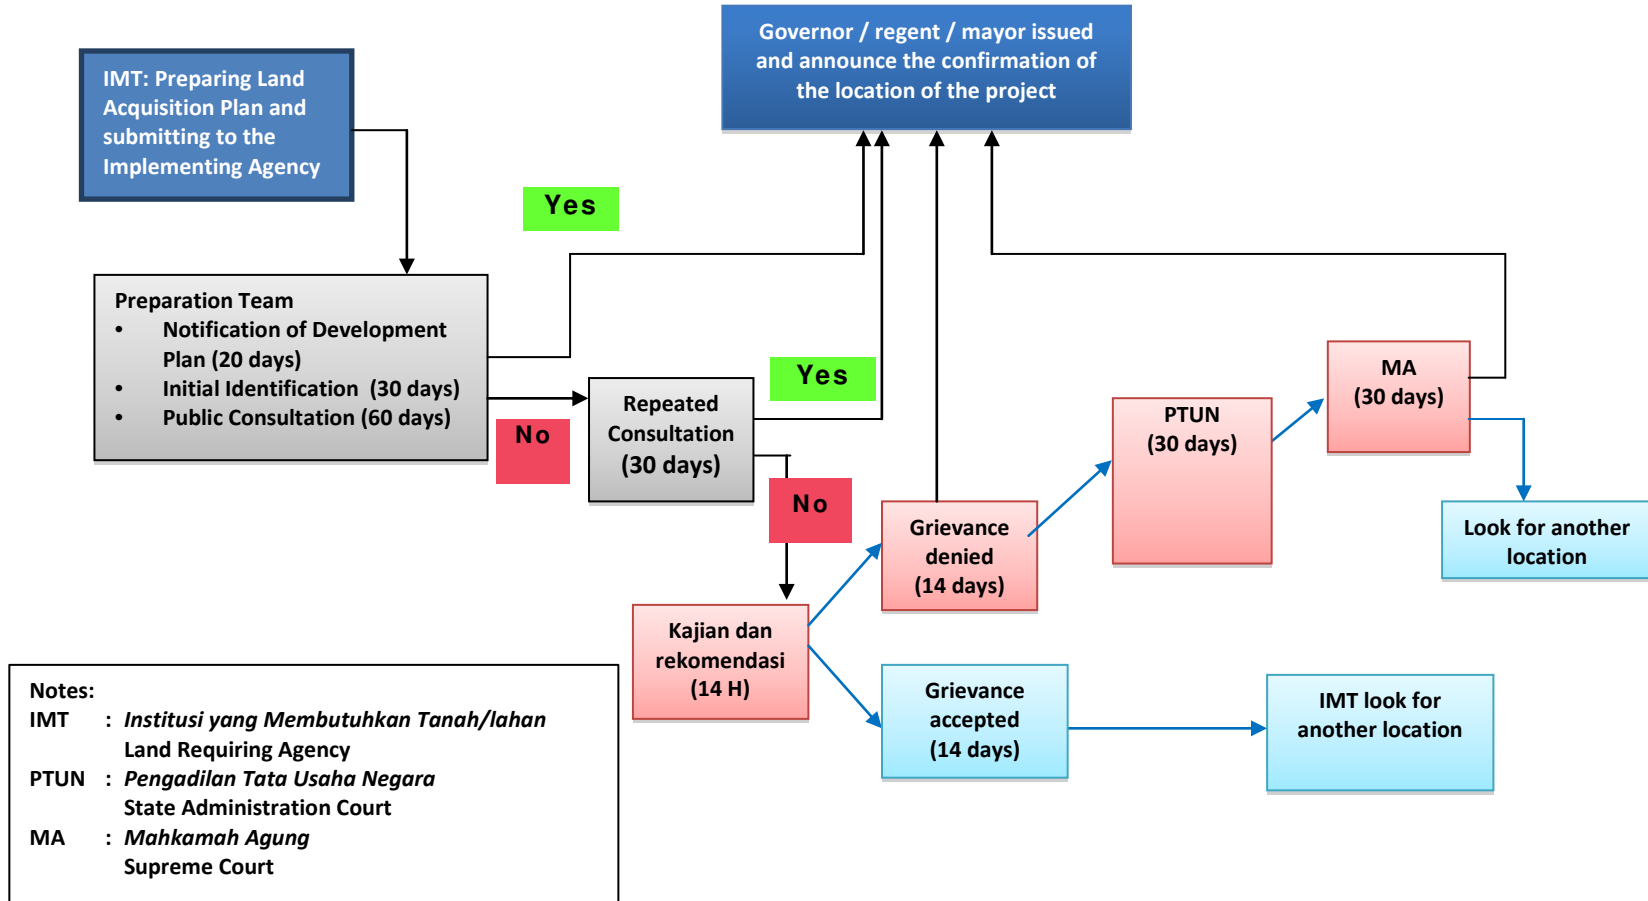 Governor / regent / mayor issued
and announce the confirmation of
the location of the project
IMT: Preparing Land
Acquisition Plan and
submitting to the
Implementing Agency
Yes
Preparation Team
• Notification of Development
Plan (20 days)
• Initial Identification (30 days)
• Public Consultation (60 days)
No
Repeated
Consultation
(30 days)
Yes
No
MA
(30 days)
PTUN
(30 days)
Look for another
location
Grievance
denied
(14 days)
Kajian dan
rekomendasi
(14 H)
Grievance
accepted
(14 days)
IMT look for
another location
Notes:
IMT : Institusi yang Membutuhkan Tanah/lahan
Land Requiring Agency
PTUN : Pengadilan Tata Usaha Negara
State Administration Court
MA : Mahkamah Agung
Supreme Court